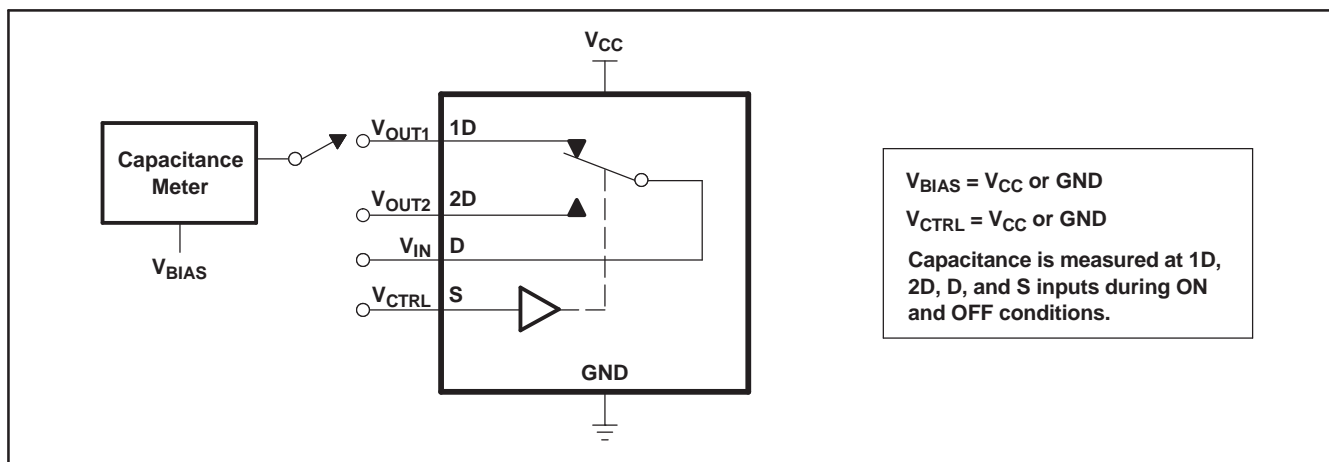 VCC
VOUT1 1D
Capacitance
Meter
VOUT2 2D
VIN D
VBIAS
VCTRL S
GND
VBIAS = VCC or GND
VCTRL = VCC or GND
Capacitance is measured at 1D,
2D, D, and S inputs during ON
and OFF conditions.